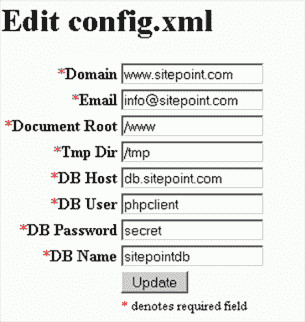 Edit config.xml
*Domain www.sitepoint.com
*Email info@sitepoint.com
*Document Root /www
*Tmp Dir /tmp
*DB Host db.sitepoint.com
*DB User phpclient
*DB Password secret
*DB Name sitepointdb
Update
* denotes required field